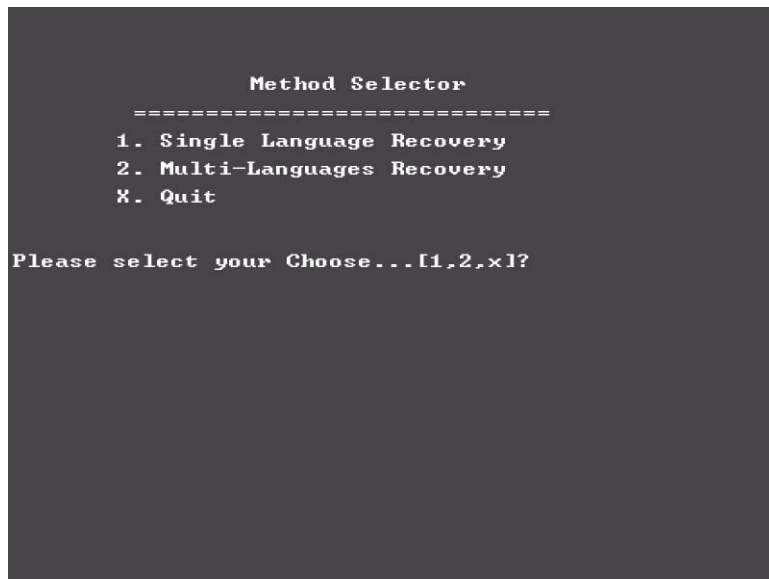 Method Selector
=============================
1. Single Language Recovery
2. Multi-Languages Recovery
X. Quit
Please select your Choose...[1,2,x]?